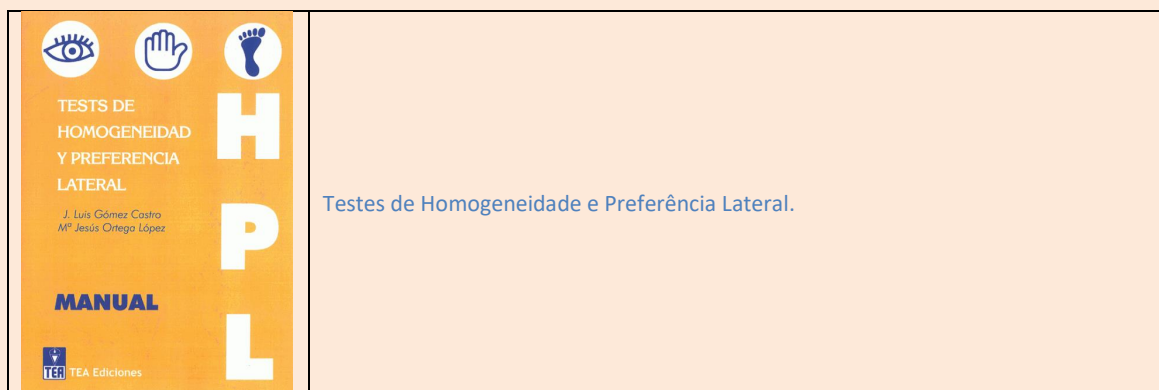 TESTS DE
HOMOGENEIDAD
Y PREFERENCIA
LATERAL
J. Luis Gómez Castro
Mª Jesús Ortega López
MANUAL
TEA TEA Ediciones
H
P
L
Testes de Homogeneidade e Preferência Lateral.